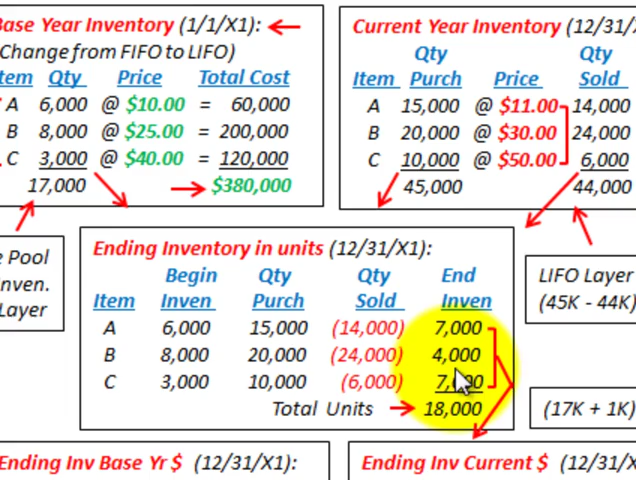 Base Year Inventory (1/1/X1):
Change from FIFO to LIFO)
Item Qty Price Total Cost
A 6,000 @ $10.00 = 60,000
B 8,000 @ $25.00 = 200,000
C 3,000 @ $40.00 = 120,000
17,000 $380,000
Current Year Inventory (12/31/
Qty Qty
Item Purch Price Sold
A 15,000 @ $11.00 14,000
B 20,000 @ $30.00 24,000
C 10,000 @ $50.00 6,000
45,000 44,000
e Pool
nven.
Layer
Ending Inventory in units (12/31/X1):
Begin Qty Qty End
Item Inven Purch Sold Inven
A 6,000 15,000 (14,000) 7,000
B 8,000 20,000 (24,000) 4,000
C 3,000 10,000 (6,000) 7,000
Total Units 18,000
LIFO Layer
(45K - 44K)
(17K + 1K)
Ending Inv Base Yr $ (12/31/X1):
Ending Inv Current $ (12/31/X